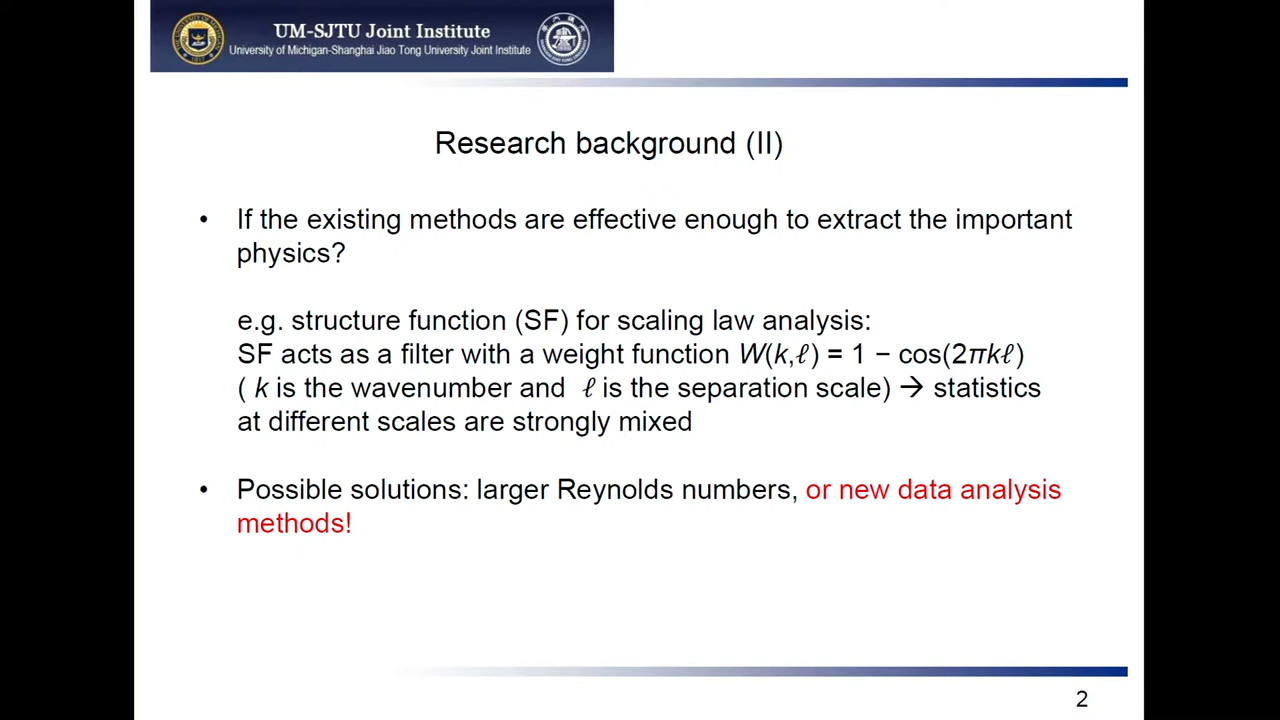 UM-SJTU Joint Institute
University of Michigan-Shanghai Jiao Tong University Joint Institute
Research background (II)
• If the existing methods are effective enough to extract the important
physics?
e.g. structure function (SF) for scaling law analysis:
SF acts as a filter with a weight function W(k,ℓ) = 1 − cos(2πkℓ)
( k is the wavenumber and ℓ is the separation scale) → statistics
at different scales are strongly mixed
• Possible solutions: larger Reynolds numbers, or new data analysis
methods!
2